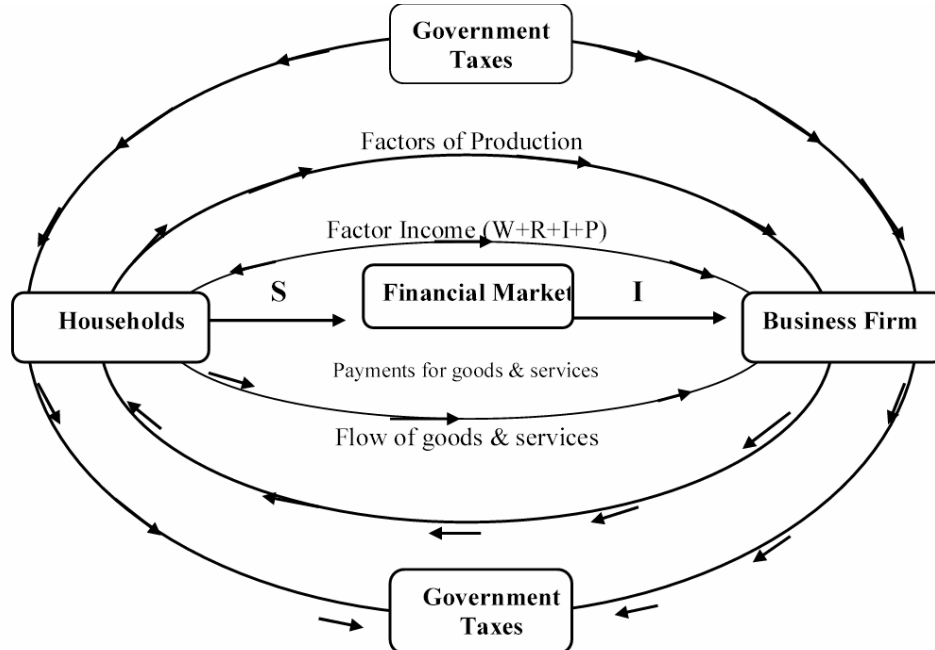 Government
Taxes
Factors of Production
Factor Income (W+R+I+P)
S
Financial Market
I
Households
Business Firm
Payments for goods & services
Flow of goods & services
Government
Taxes